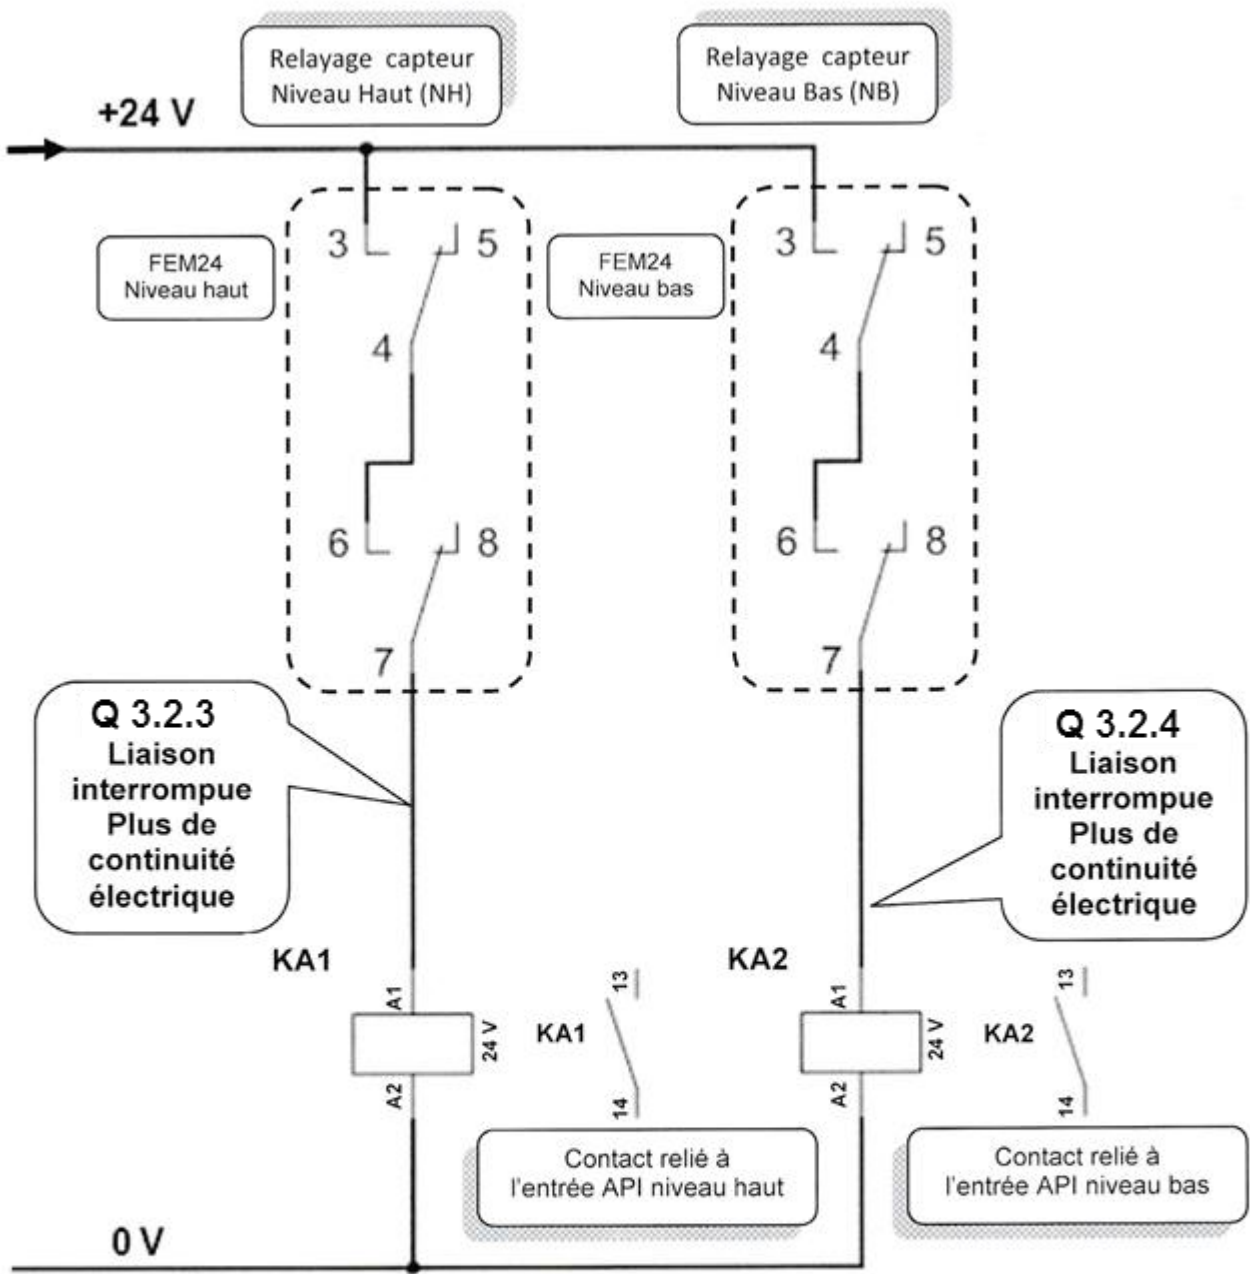 Relayage capteur
Niveau Haut (NH)
Relayage capteur
Niveau Bas (NB)
+24 V
3
5
3
5
FEM24
Niveau haut
FEM24
Niveau bas
4
4
6
8
6
8
7
7
Q 3.2.3
Liaison
interrompue
Plus de
continuité
électrique
Q 3.2.4
Liaison
interrompue
Plus de
continuité
électrique
KA1
A1
24 V
A2
KA1
13
14
KA2
A1
24 V
A2
KA2
13
14
Contact relié à
l'entrée API niveau haut
Contact relié à
l'entrée API niveau bas
0 V